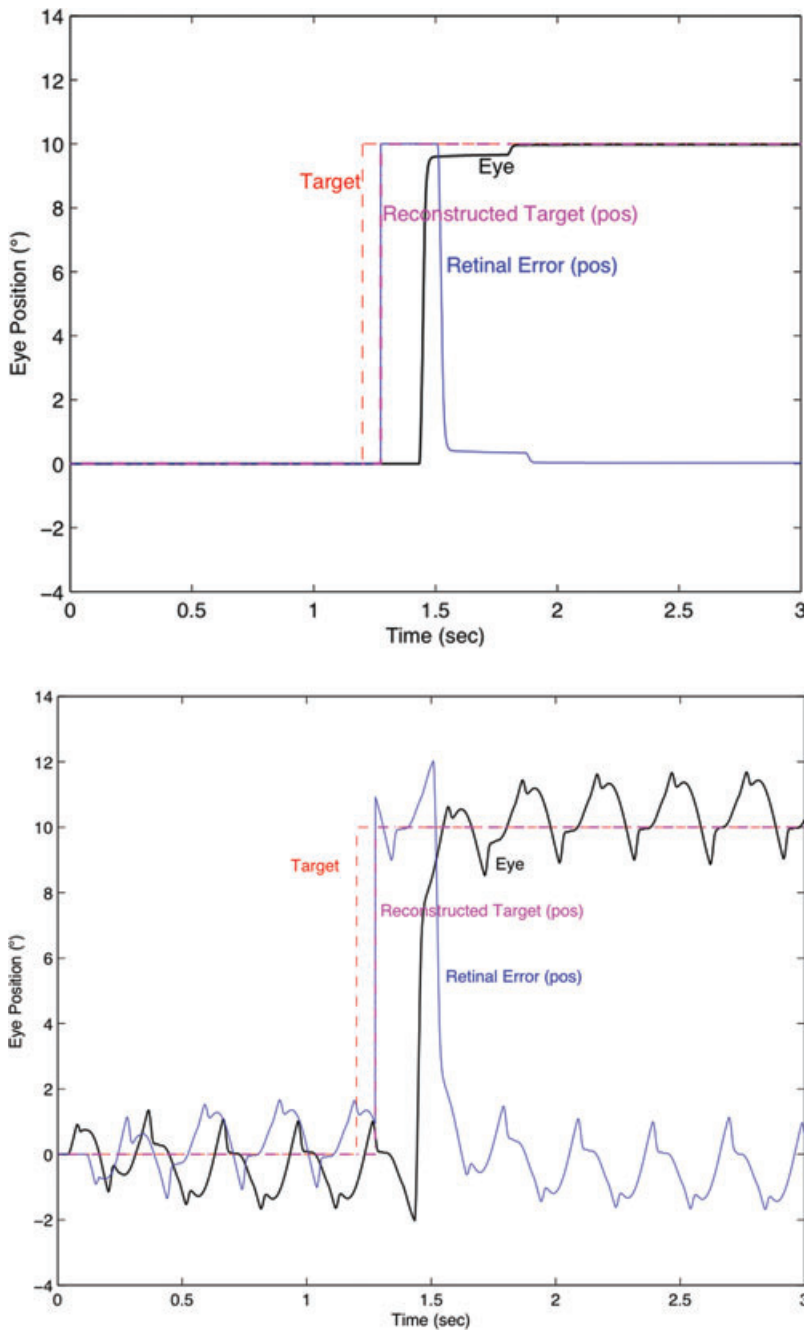 14
12
10
8
6
4
2
0
−2
−4
Eye Position (°)
Target
Eye
Reconstructed Target (pos)
Retinal Error (pos)
0
0.5
1
1.5
2
2.5
3
Time (sec)
14
12
10
8
6
4
2
0
−2
−4
Eye Position (°)
Target
Eye
Reconstructed Target (pos)
Retinal Error (pos)
0
0.5
1
1.5
2
2.5
3
Time (sec)